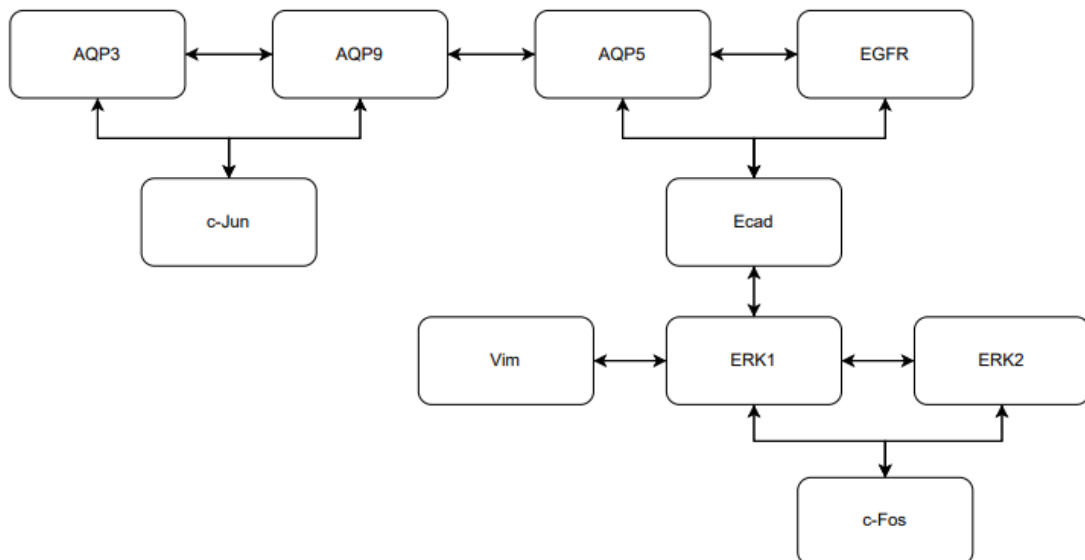 AQP3
AQP9
AQP5
EGFR
c-Jun
Ecad
Vim
ERK1
ERK2
c-Fos